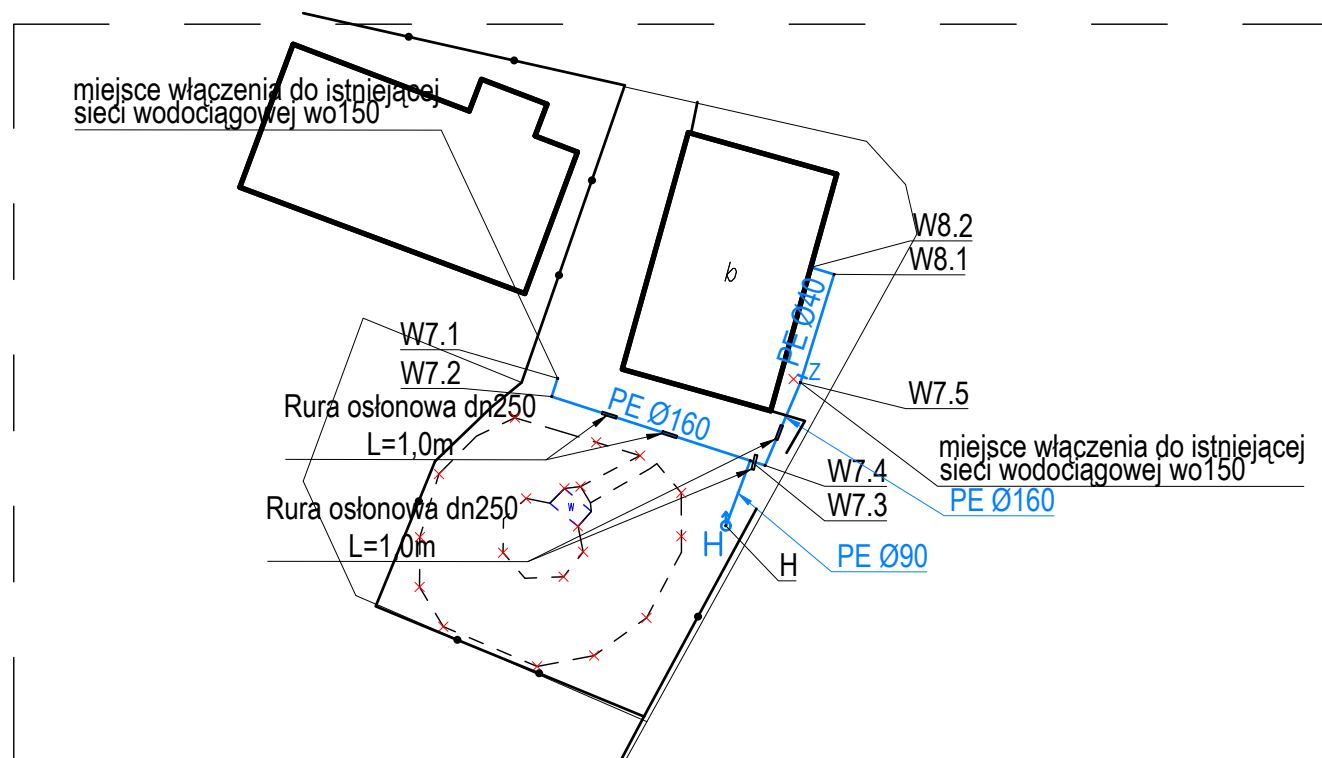 miejsce włączenia do istniejącej
sieci wodociągowej wo150
W8.2
W8.1
b
PE Ø40
Z
W7.1
W7.2
W7.5
Rura osłonowa dn250
L=1,0m
PE Ø160
miejsce włączenia do istniejącej
sieci wodociągowej wo150
W7.4
W7.3
PE Ø160
Rura osłonowa dn250
L=1,0m
w
H
H
PE Ø90